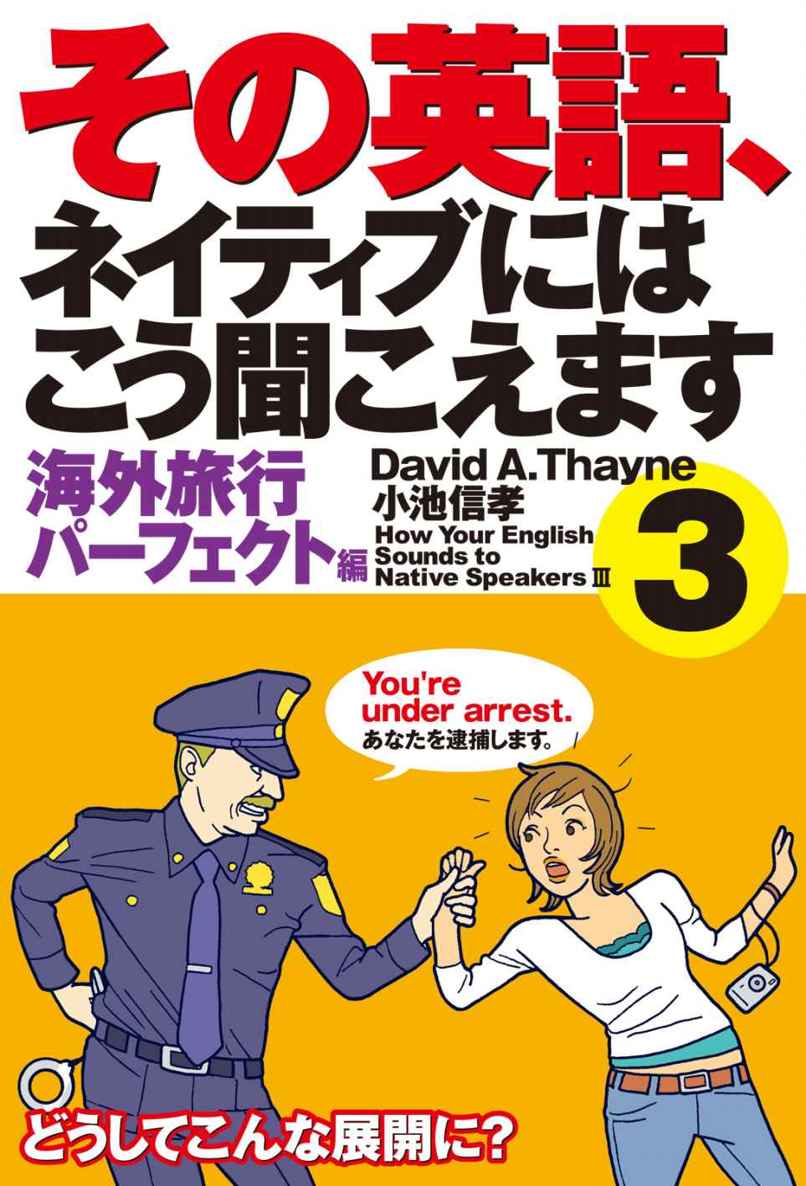 その英語、
ネイティブには
こう聞こえます
海外旅行
パーフェクト編
David A.Thayne
小池信孝
How Your English
Sounds to
Native Speakers III
3
You're
under arrest.
あなたを逮捕します。
どうしてこんな展開に?